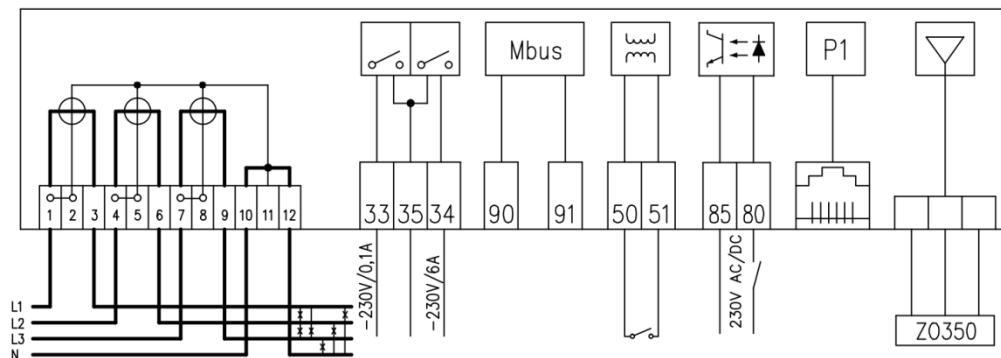 Mbus
P1
1 2 3 4 5 6 7 8 9 10 11 12
33 35 34
90 91
50 51
85 80
~230V/0,1A
~230V/6A
230V AC/DC
L1
L2
L3
N
ZO350